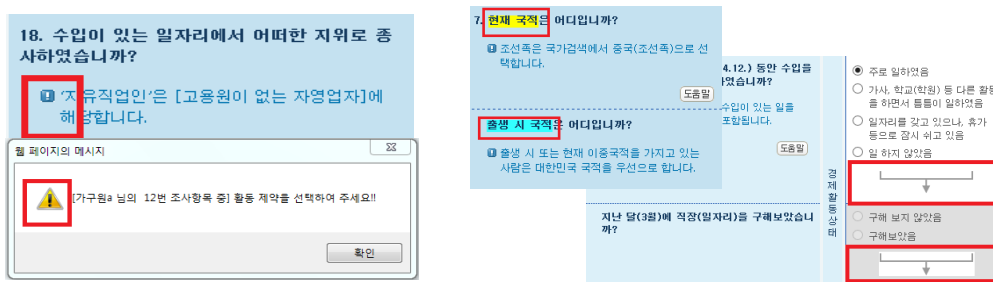 18. 수입이 있는 일자리에서 어떠한 지위로 종
사하였습니까?
'자유직업인'은 [고용원이 없는 자영업자]에
해당합니다.
웹 페이지의 메시지
[가구원a 님의 12번 조사항목 중] 활동 제약을 선택하여 주세요!!
확인
7. 현재 국적은 어디입니까?
조선족은 국가검색에서 중국(조선족)으로 선
택합니다.
도움말
출생 시 국적은 어디입니까?
출생 시 또는 현재 이중국적을 가지고 있는
사람은 대한민국 국적을 우선으로 합니다.
4.12.) 동안 수입을
하였습니까?
수입이 있는 일을
포함됩니다.
도움말
지난 달(3월)에 직장(일자리)을 구해보았습니
까?
경제활동상태
주로 일하였음
가사, 학교(학원) 등 다른 활동
을 하면서 틈틈이 일하였음
일자리를 갖고 있으나, 휴가
등으로 잠시 쉬고 있음
일 하지 않았음
구해 보지 않았음
구해보았음